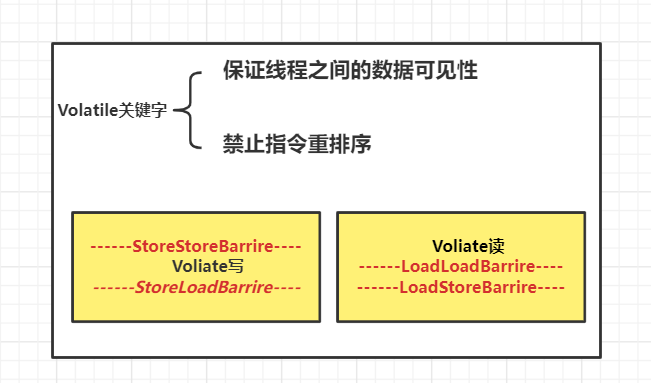 保证线程之间的数据可见性
Volatile关键字
禁止指令重排序
------StoreStoreBarrire----
Voliate写
------StoreLoadBarrire----
Voliate读
------LoadLoadBarrire----
------LoadStoreBarrire----